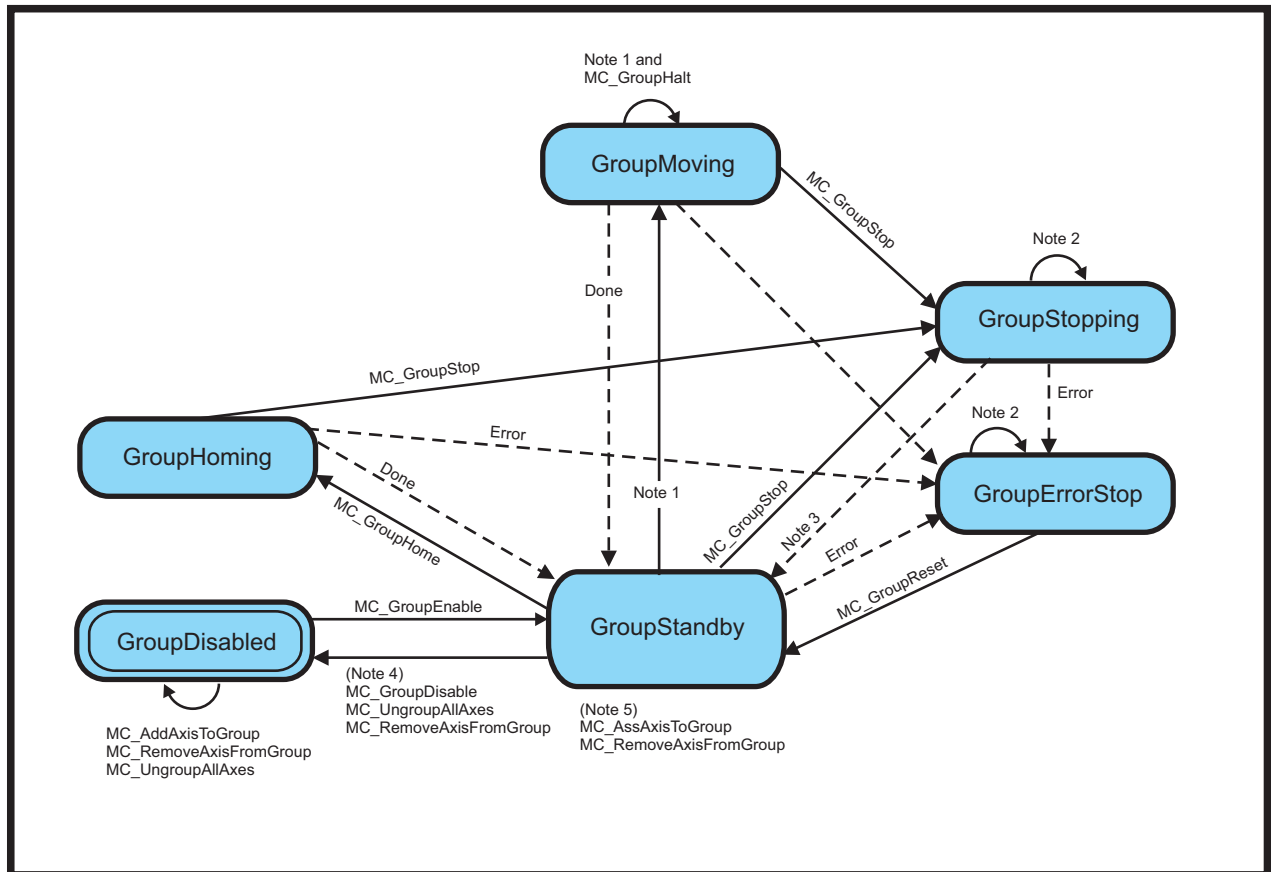 Note 1 and
MC_GroupHalt
GroupMoving
MC_GroupStop
Note 2
GroupStopping
Done
MC_GroupStop
Error
Note 2
GroupHoming
Error
Done
GroupErrorStop
MC_GroupHome
Note 1
MC_GroupStop
Note 3
Error
MC_GroupReset
MC_GroupEnable
GroupStandby
GroupDisabled
(Note 4)
MC_GroupDisable
MC_UngroupAllAxes
MC_RemoveAxisFromGroup
(Note 5)
MC_AssAxisToGroup
MC_RemoveAxisFromGroup
MC_AddAxisToGroup
MC_RemoveAxisFromGroup
MC_UngroupAllAxes